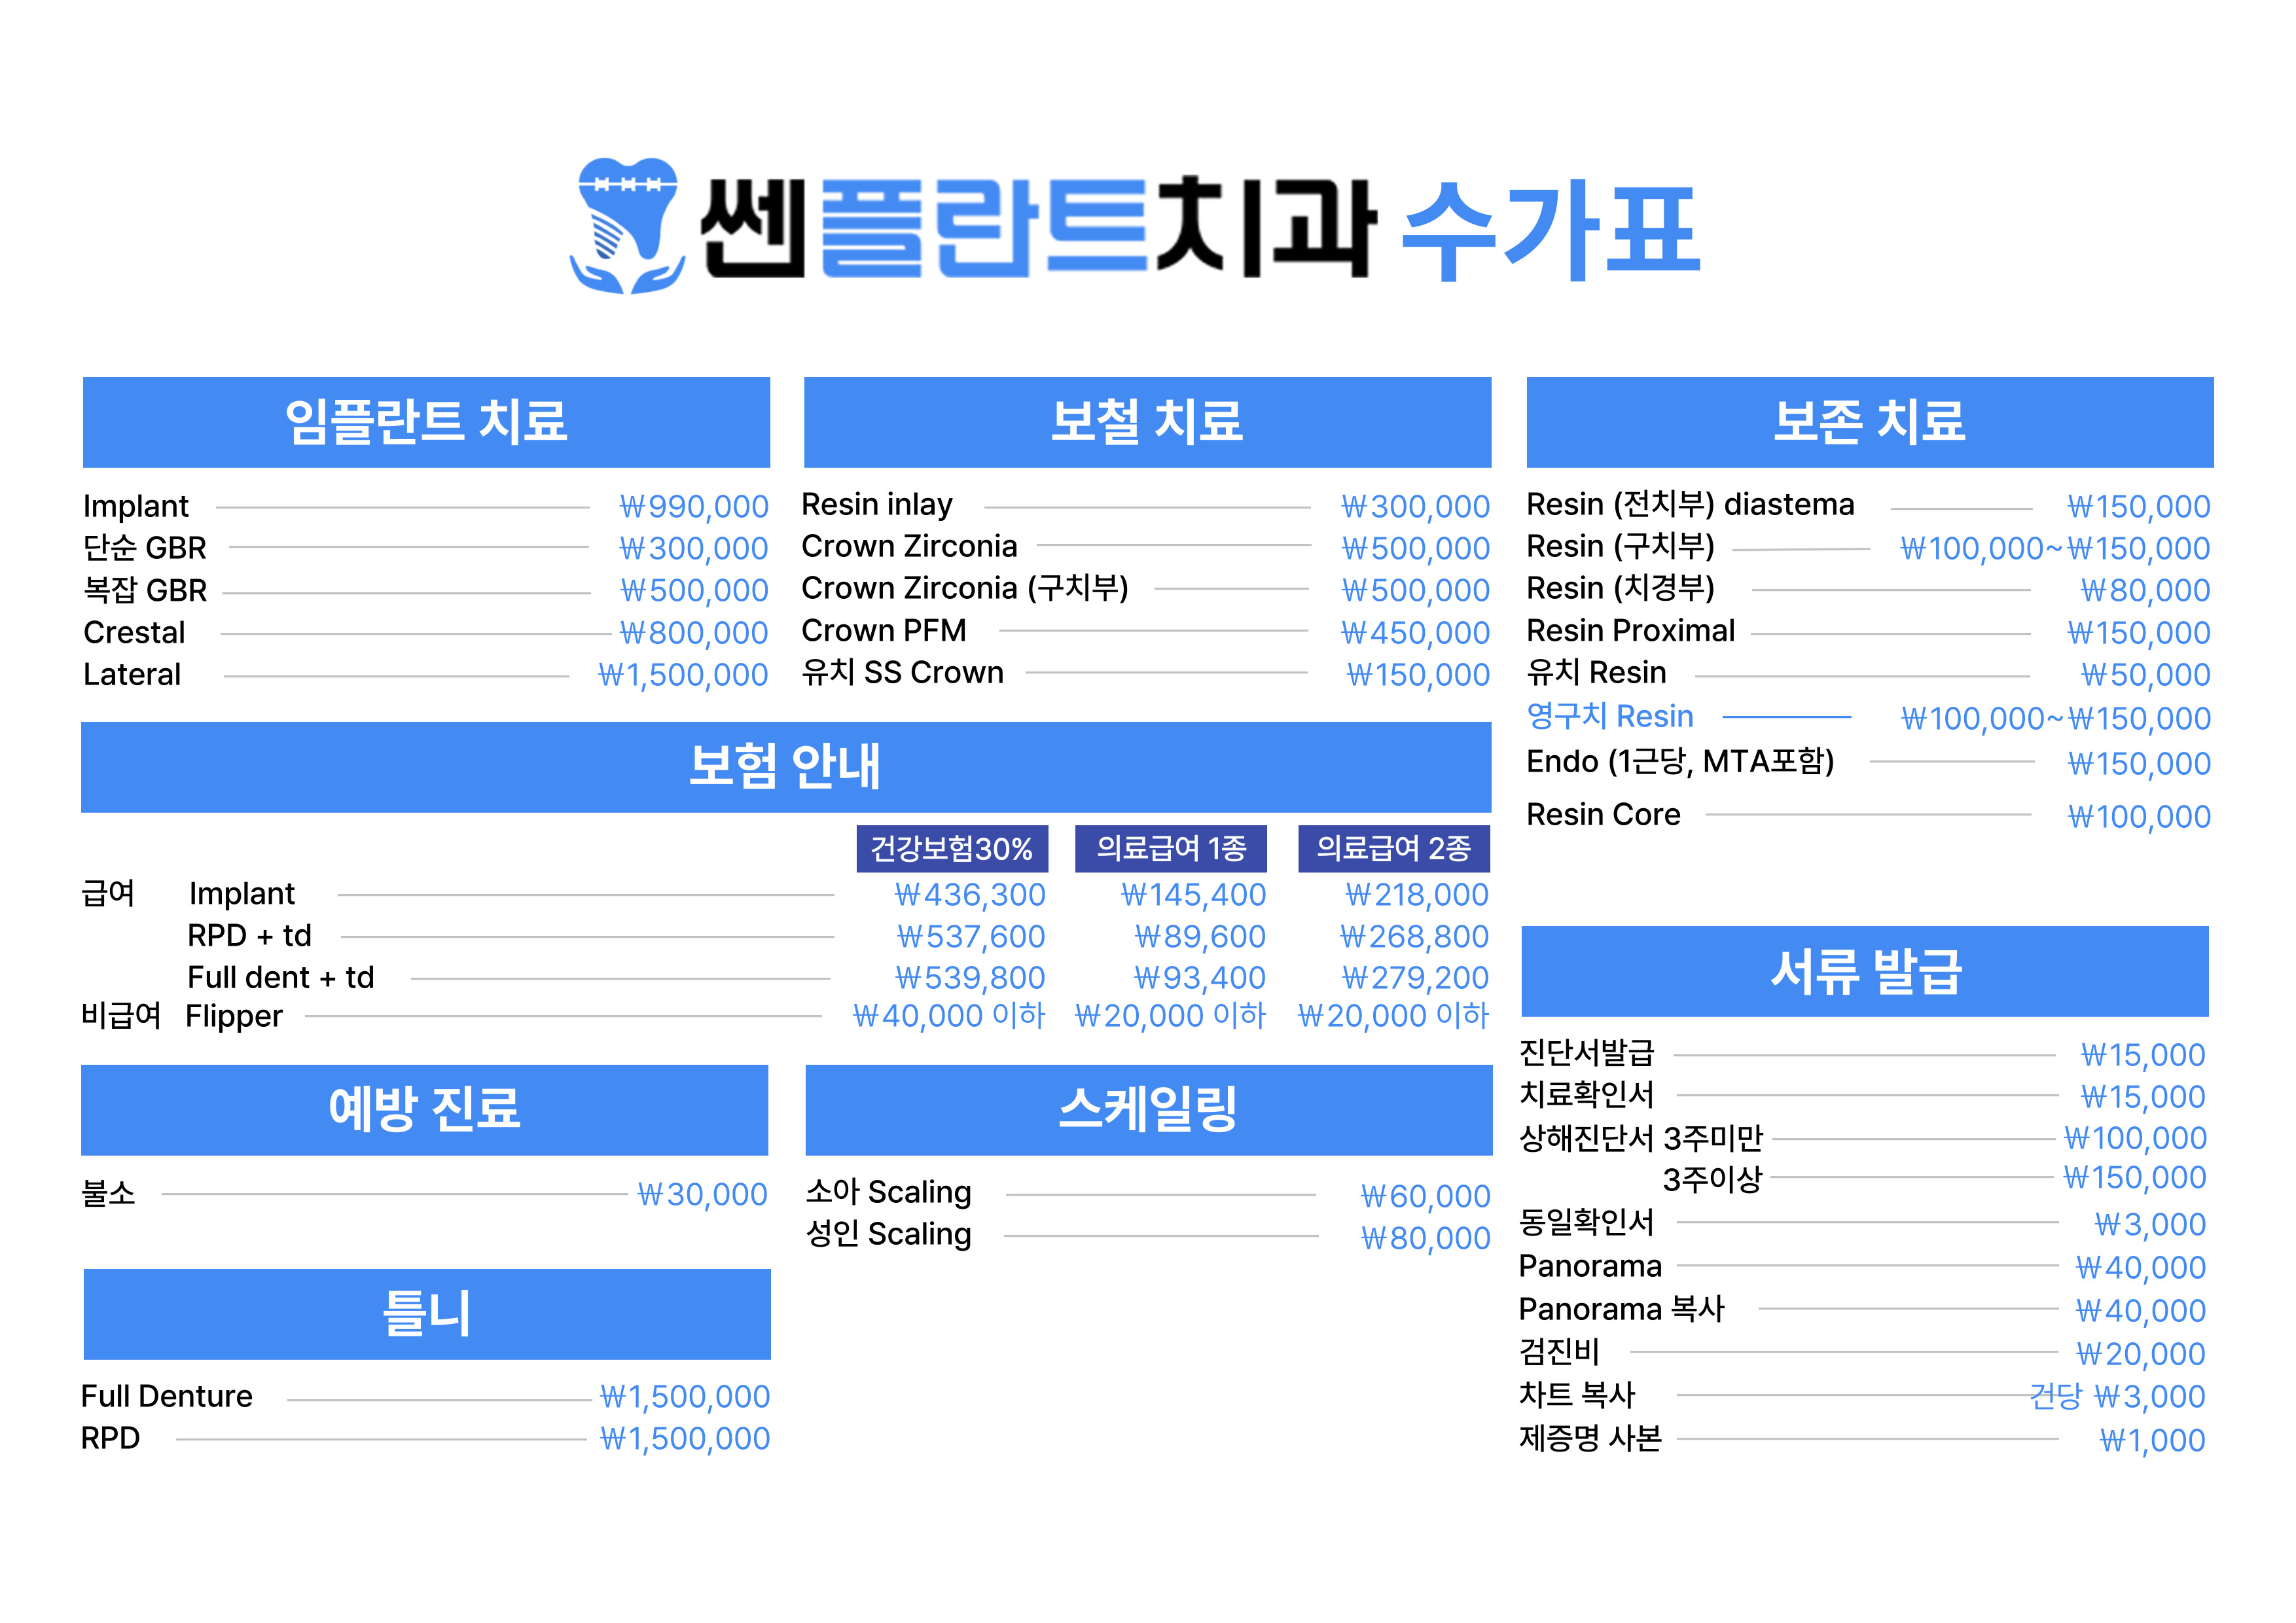 쎈플란트치과 수가표
임플란트 치료
Implant ₩990,000
단순 GBR ₩300,000
복잡 GBR ₩500,000
Crestal ₩800,000
Lateral ₩1,500,000
보철 치료
Resin inlay ₩300,000
Crown Zirconia ₩500,000
Crown Zirconia (구치부) ₩500,000
Crown PFM ₩450,000
유치 SS Crown ₩150,000
보존 치료
Resin (전치부) diastema ₩150,000
Resin (구치부) ₩100,000~₩150,000
Resin (치경부) ₩80,000
Resin Proximal ₩150,000
유치 Resin ₩50,000
영구치 Resin ₩100,000~₩150,000
Endo (1근당, MTA포함) ₩150,000
Resin Core ₩100,000
보험 안내
건강보험30% 의료급여 1종 의료급여 2종
급여 Implant ₩436,300 ₩145,400 ₩218,000
RPD + td ₩537,600 ₩89,600 ₩268,800
Full dent + td ₩539,800 ₩93,400 ₩279,200
비급여 Flipper ₩40,000 이하 ₩20,000 이하 ₩20,000 이하
예방 진료
불소 ₩30,000
스케일링
소아 Scaling ₩60,000
성인 Scaling ₩80,000
틀니
Full Denture ₩1,500,000
RPD ₩1,500,000
서류 발급
진단서발급 ₩15,000
치료확인서 ₩15,000
상해진단서 3주미만 ₩100,000
3주이상 ₩150,000
동일확인서 ₩3,000
Panorama ₩40,000
Panorama 복사 ₩40,000
검진비 ₩20,000
차트 복사 건당 ₩3,000
제증명 사본 ₩1,000